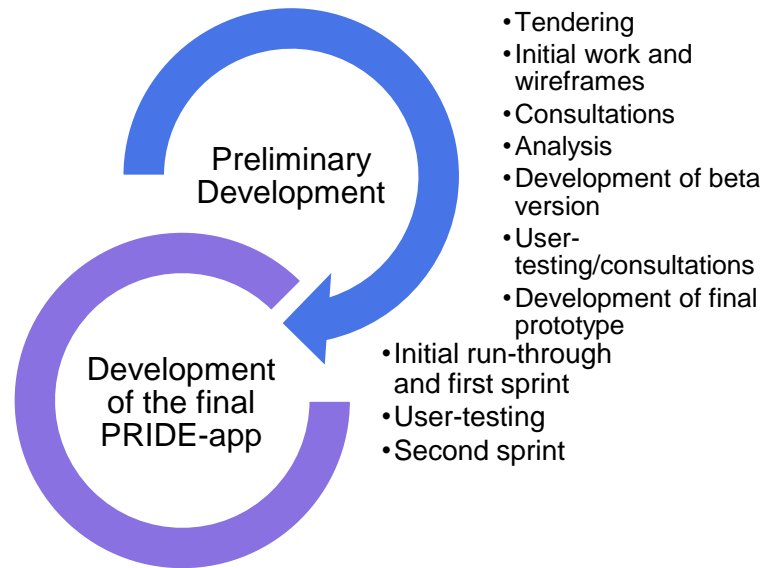 Preliminary
Development
•Tendering
•Initial work and
wireframes
•Consultations
•Analysis
•Development of beta
version
•User-
testing/consultations
•Development of final
prototype
Development
of the final
PRIDE-app
•Initial run-through
and first sprint
•User-testing
•Second sprint